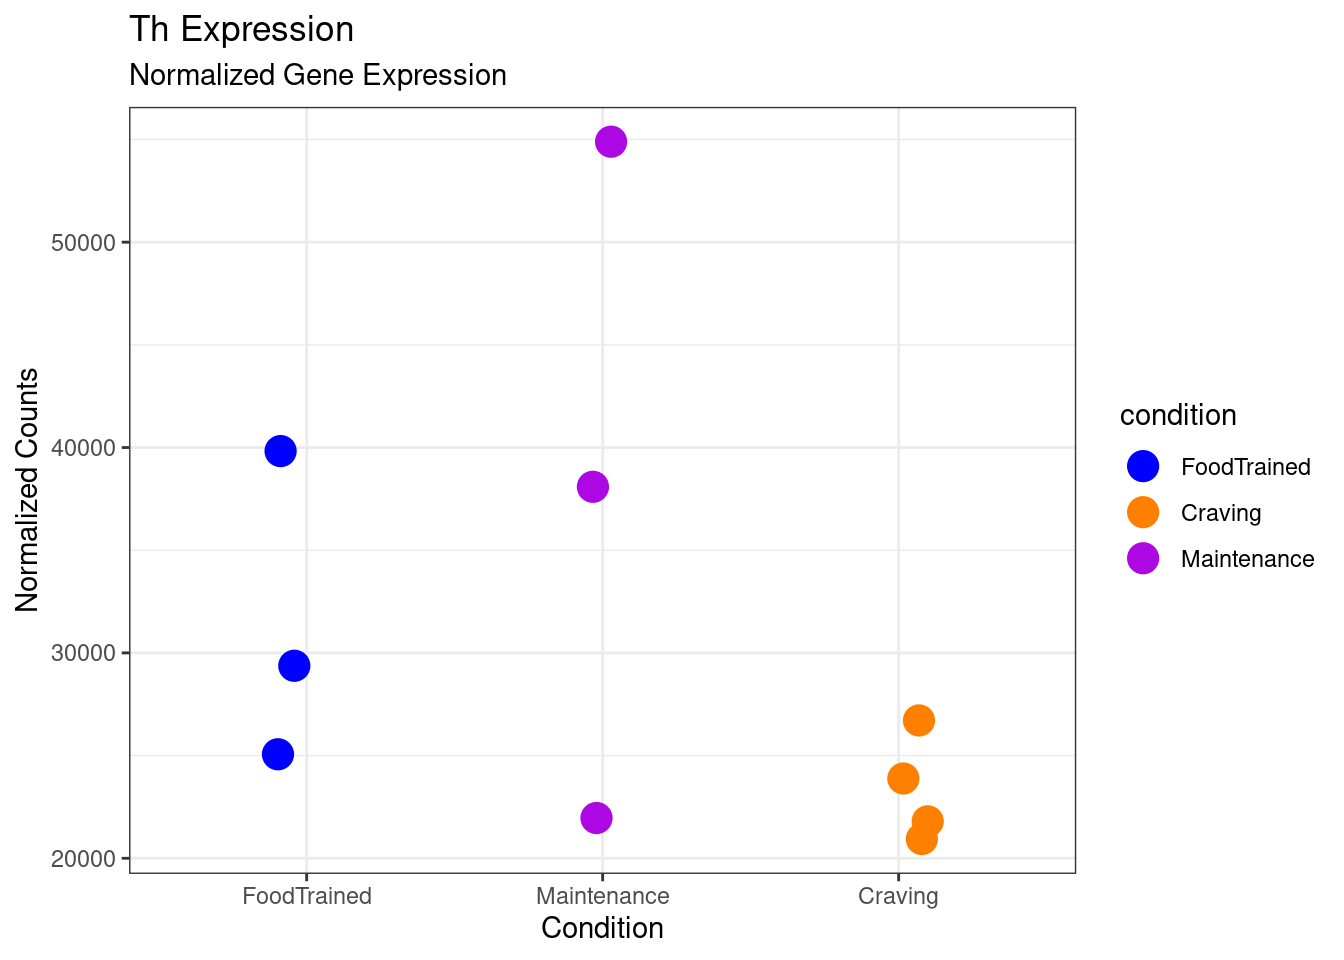 Th Expression
Normalized Gene Expression
Normalized Counts
50000
40000
30000
20000
FoodTrained
Maintenance
Craving
Condition
condition
FoodTrained
Craving
Maintenance